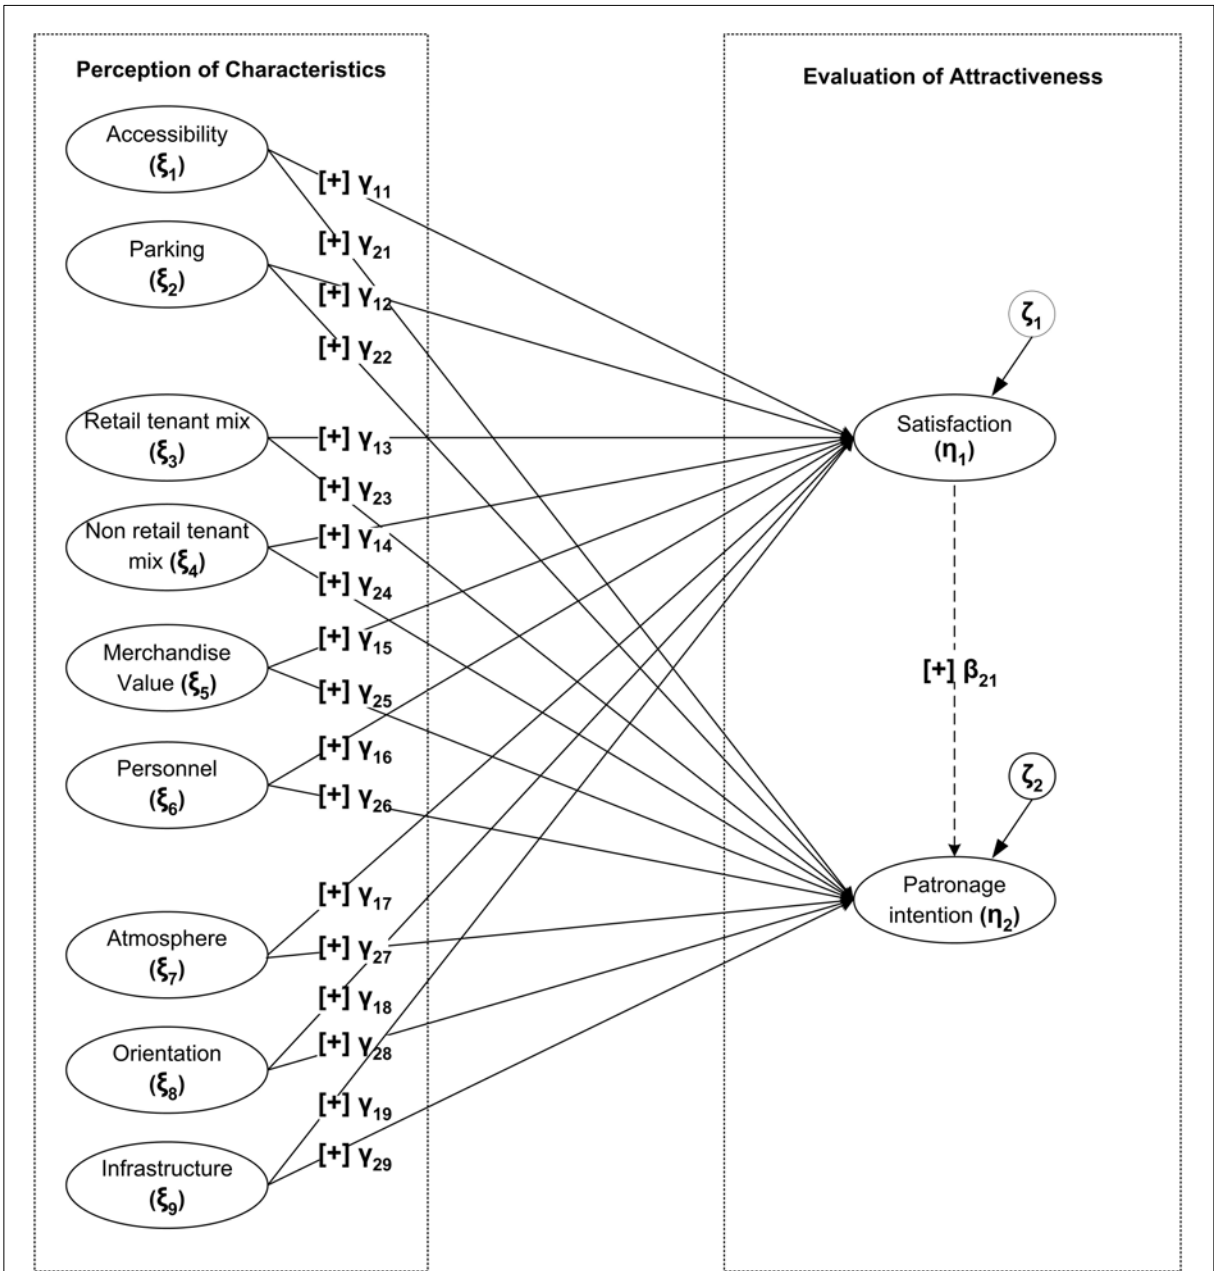 Perception of Characteristics
Accessibility
(ξ₁)
[+] γ₁₁
[+] γ₂₁
Parking
(ξ₂)
[+] γ₁₂
[+] γ₂₂
Retail tenant mix
(ξ₃)
[+] γ₁₃
[+] γ₂₃
Non retail tenant
mix (ξ₄)
[+] γ₁₄
[+] γ₂₄
Merchandise
Value (ξ₅)
[+] γ₁₅
[+] γ₂₅
Personnel
(ξ₆)
[+] γ₁₆
[+] γ₂₆
Atmosphere
(ξ₇)
[+] γ₁₇
[+] γ₂₇
Orientation
(ξ₈)
[+] γ₁₈
[+] γ₂₈
Infrastructure
(ξ₉)
[+] γ₁₉
[+] γ₂₉
Evaluation of Attractiveness
ζ₁
Satisfaction
(η₁)
[+] β₂₁
ζ₂
Patronage
intention (η₂)